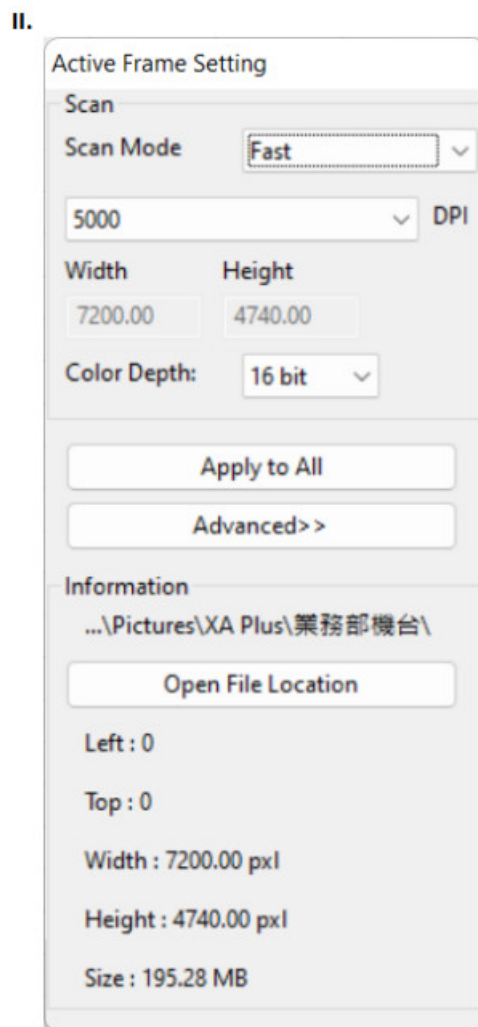 II.
Active Frame Setting
Scan
Scan Mode Fast
5000 DPI
Width Height
7200.00 4740.00
Color Depth: 16 bit
Apply to All
Advanced>>
Information
...\Pictures\XA Plus\業務部機台\
Open File Location
Left : 0
Top : 0
Width : 7200.00 pxl
Height : 4740.00 pxl
Size : 195.28 MB